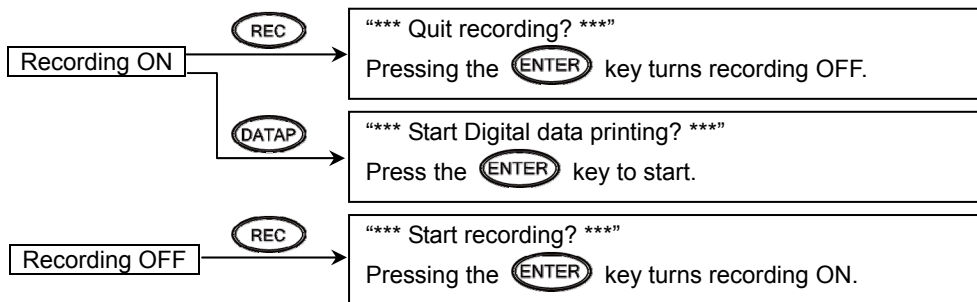 REC
"*** Quit recording? ***"
Recording ON
Pressing the ENTER key turns recording OFF.
DATAP
"*** Start Digital data printing? ***"
Press the ENTER key to start.
REC
"*** Start recording? ***"
Recording OFF
Pressing the ENTER key turns recording ON.